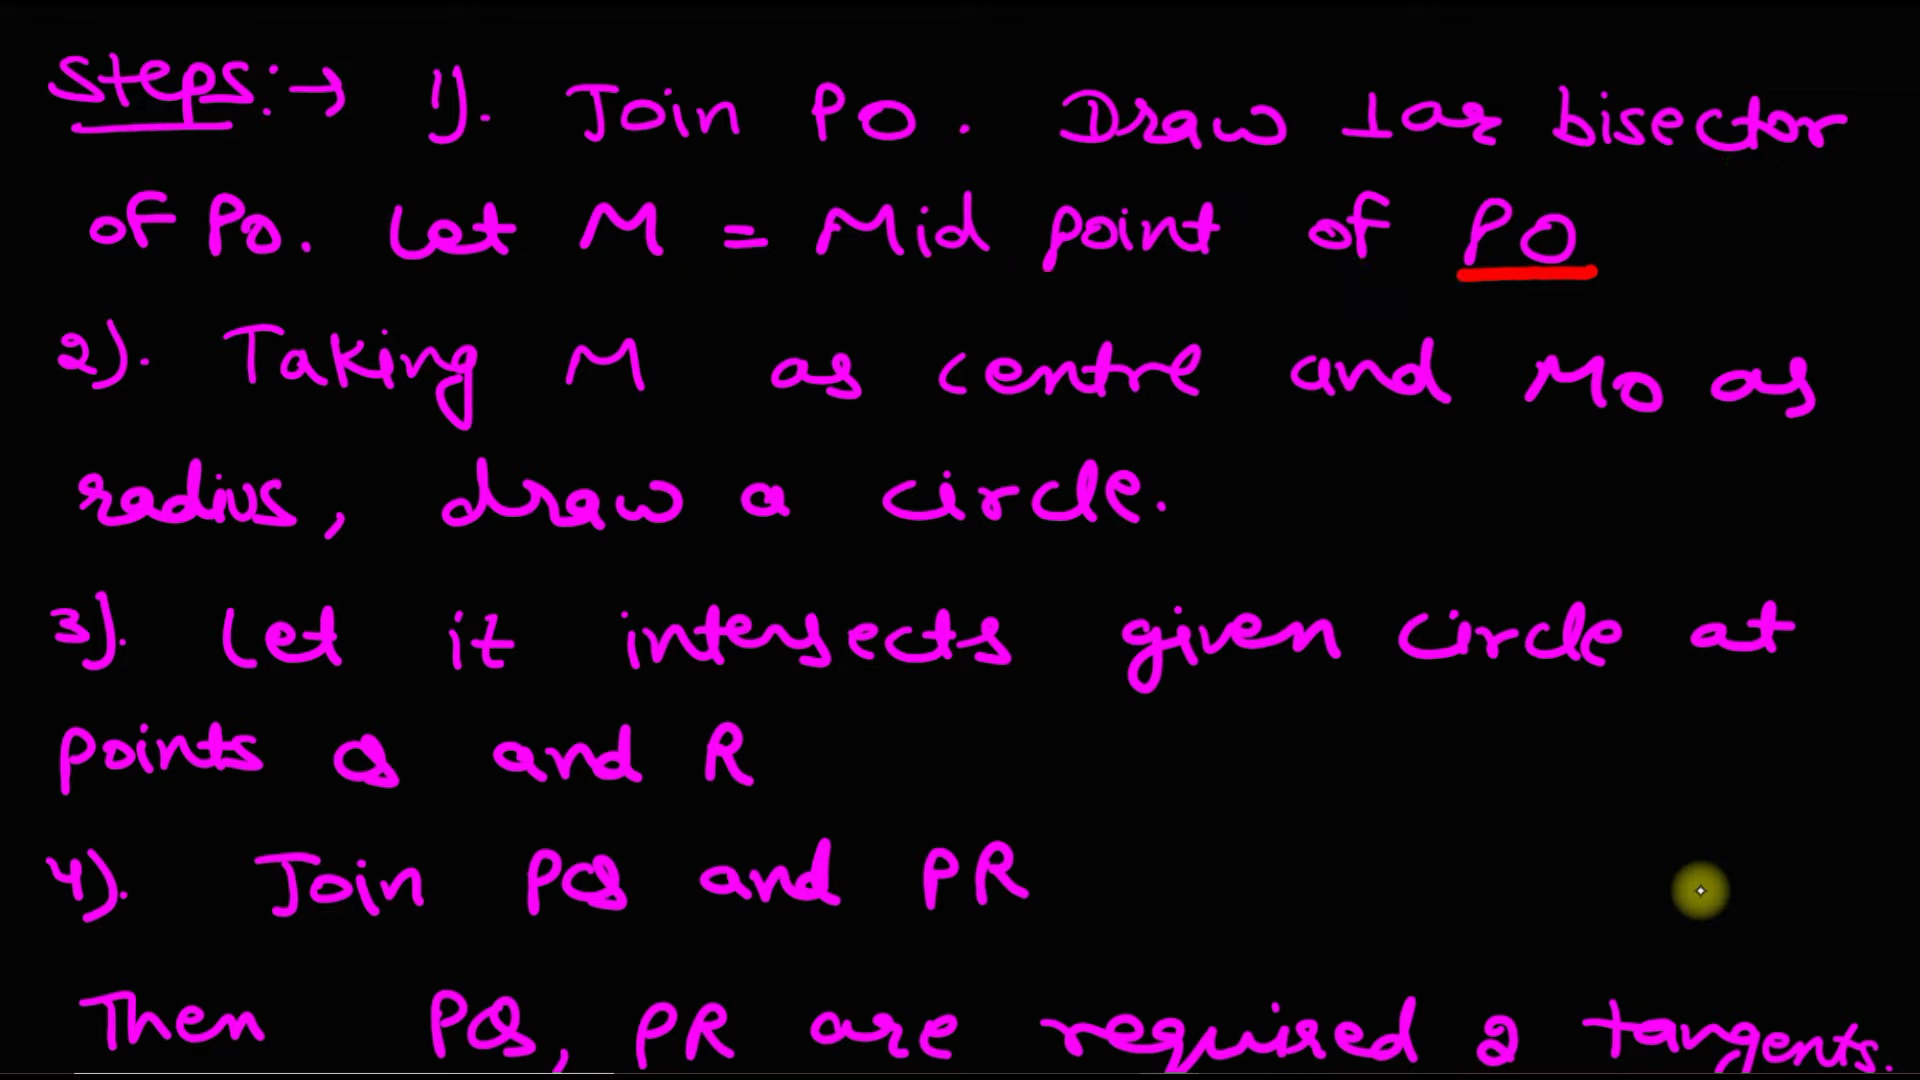 Steps:→ 1). Join PO. Draw ⊥ar bisector
of PO. Let M = Mid point of PO
2). Taking M as centre and MO as
radius, draw a circle.
3). Let it intersects given circle at
points Q and R
4). Join PQ and PR
Then PQ, PR are required 2 tangents.